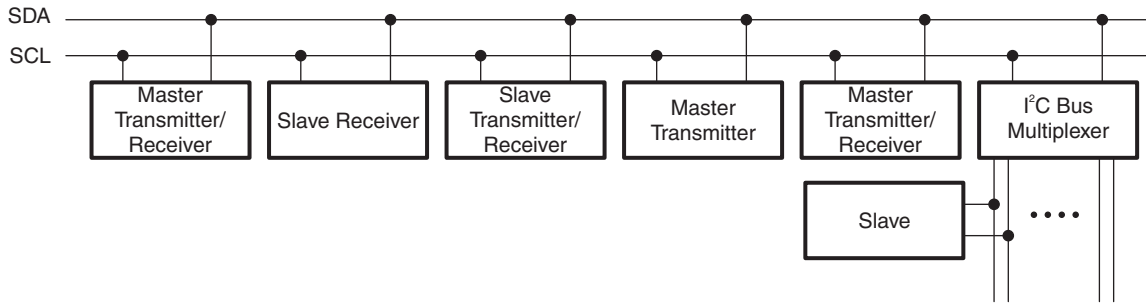 SDA
SCL
Master
Transmitter/
Receiver
Slave Receiver
Slave
Transmitter/
Receiver
Master
Transmitter
Master
Transmitter/
Receiver
I²C Bus
Multiplexer
Slave